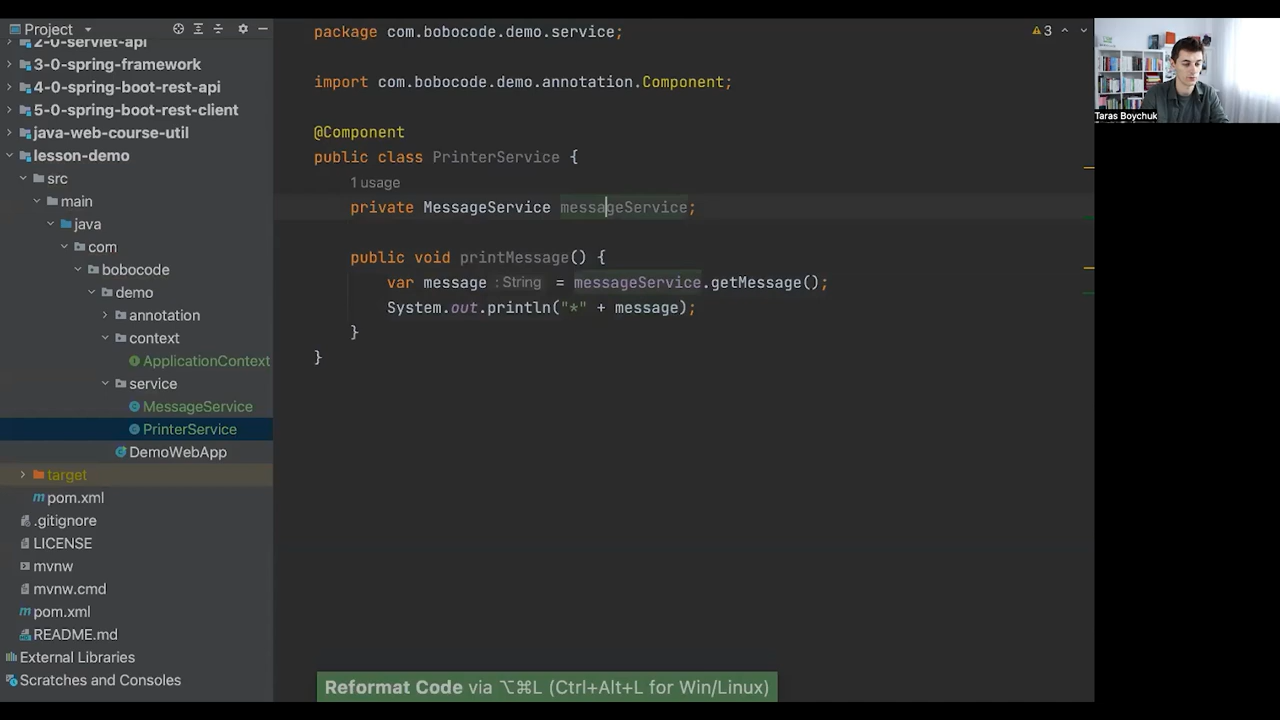 Project
2-0-servlet-api
3-0-spring-framework
4-0-spring-boot-rest-api
5-0-spring-boot-rest-client
java-web-course-util
lesson-demo
src
main
java
com
bobocode
demo
annotation
context
ApplicationContext
service
MessageService
PrinterService
DemoWebApp
target
pom.xml
.gitignore
LICENSE
mvnw
mvnw.cmd
pom.xml
README.md
External Libraries
Scratches and Consoles
package com.bobocode.demo.service;
3
import com.bobocode.demo.annotation.Component;
@Component
public class PrinterService {
1 usage
private MessageService messageService;
public void printMessage() {
var message : String = messageService.getMessage();
System.out.println("*" + message);
}
}
Reformat Code via ⌥⌘L (Ctrl+Alt+L for Win/Linux)
Taras Boychuk